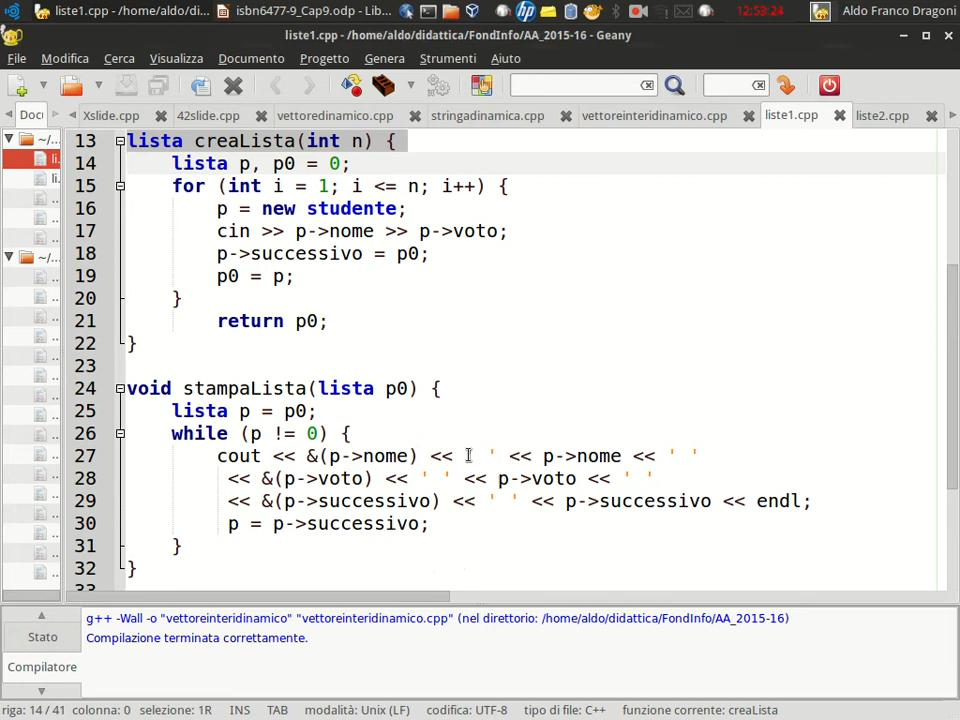 liste1.cpp - /home/aldo/di...
isbn6477-9_Cap9.odp - Lib...
12:53:24
Aldo Franco Dragoni
liste1.cpp - /home/aldo/didattica/FondInfo/AA_2015-16 - Geany
File Modifica Cerca Visualizza Documento Progetto Genera Strumenti Aiuto
Docu Xslide.cpp 42slide.cpp vettoredinamico.cpp stringadinamica.cpp vettoreinteridinamico.cpp liste1.cpp liste2.cpp
13 lista creaLista(int n) {
14 lista p, p0 = 0;
15 for (int i = 1; i <= n; i++) {
16 p = new studente;
17 cin >> p->nome >> p->voto;
18 p->successivo = p0;
19 p0 = p;
20 }
21 return p0;
22 }
23
24 void stampaLista(lista p0) {
25 lista p = p0;
26 while (p != 0) {
27 cout << &(p->nome) << ' ' << p->nome << ' '
28 << &(p->voto) << ' ' << p->voto << ' '
29 << &(p->successivo) << ' ' << p->successivo << endl;
30 p = p->successivo;
31 }
32 }
33
Stato
Compilatore
g++ -Wall -o "vettoreinteridinamico" "vettoreinteridinamico.cpp" (nel direttorio: /home/aldo/didattica/FondInfo/AA_2015-16)
Compilazione terminata correttamente.
riga: 14 / 41 colonna: 0 selezione: 1R INS TAB modalità: Unix (LF) codifica: UTF-8 tipo di file: C++ funzione corrente: creaLista